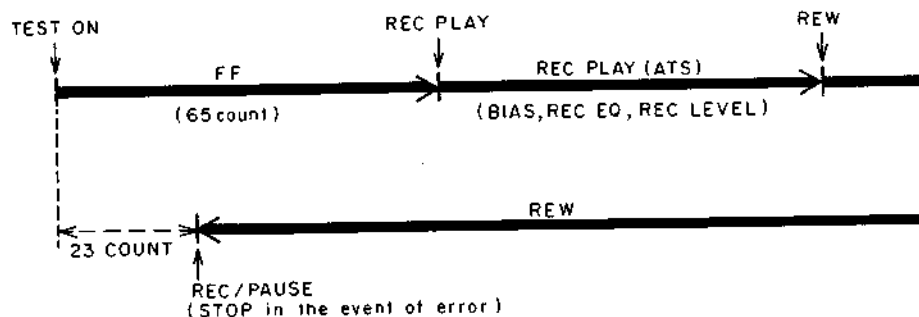 TEST ON
REC PLAY
REW
FF
REC PLAY (ATS)
(65 count)
(BIAS, REC EQ, REC LEVEL)
REW
23 COUNT
REC/PAUSE
(STOP in the event of error)